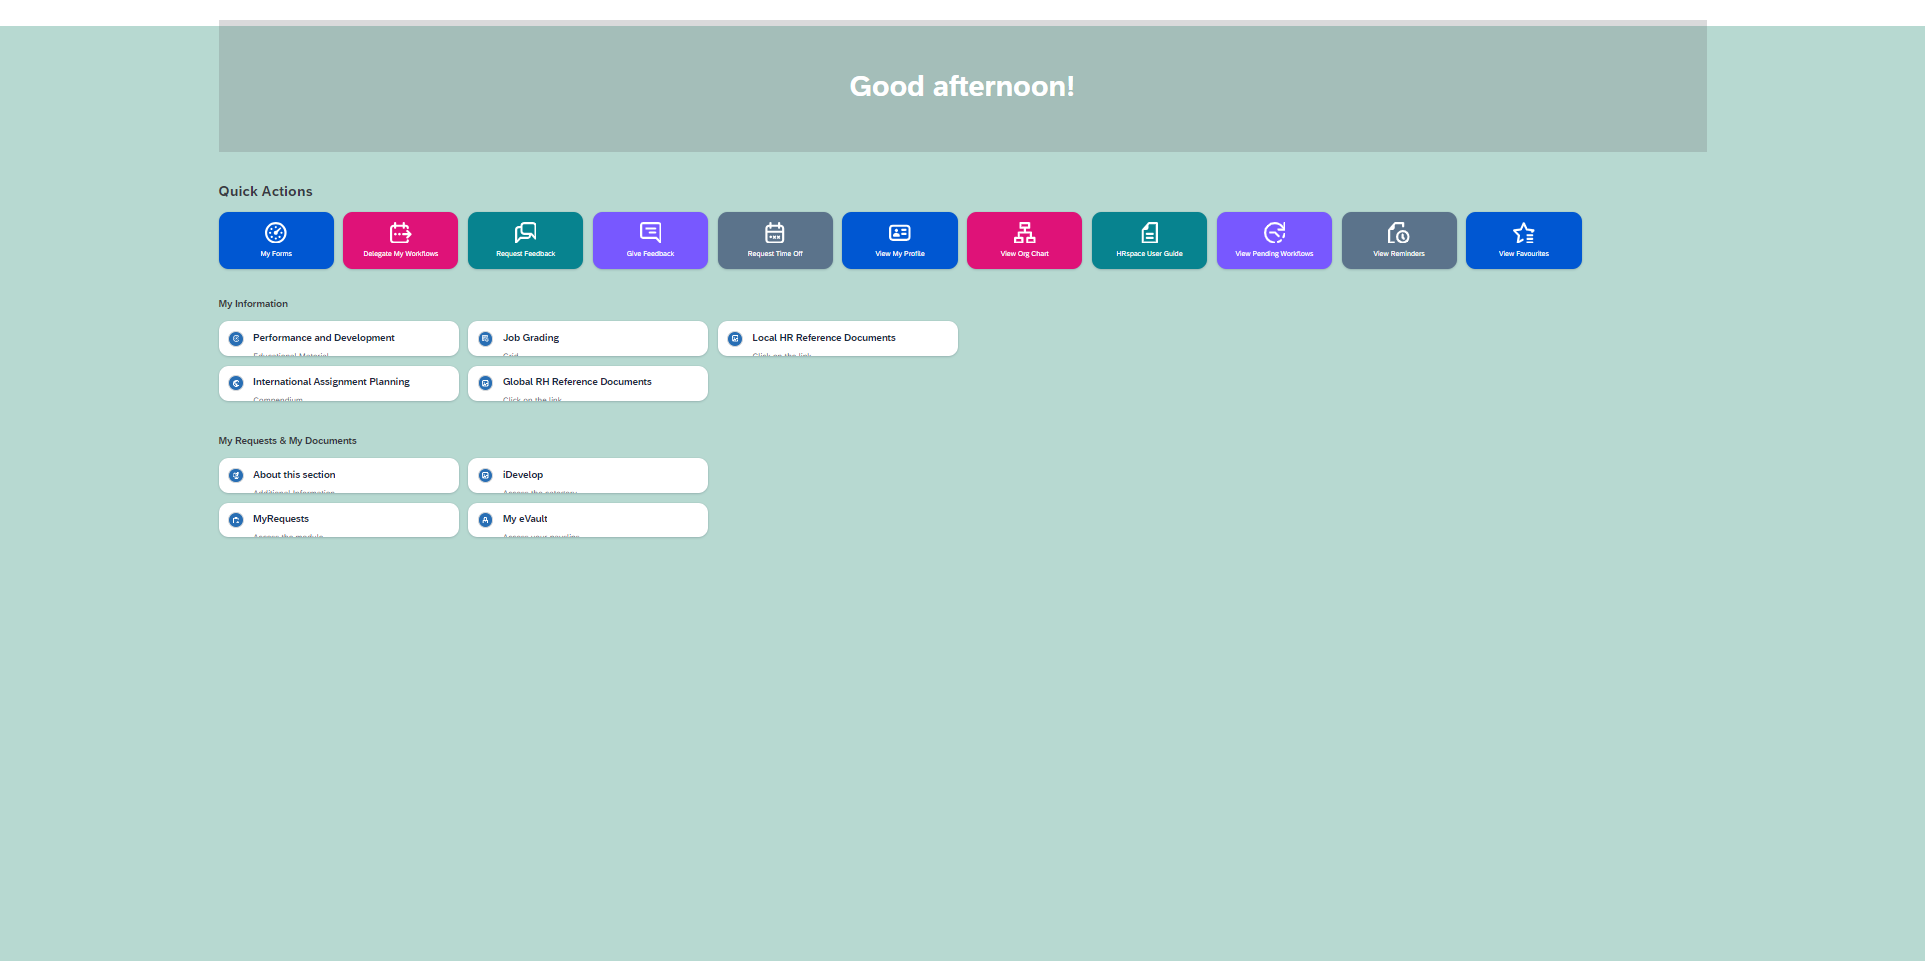 Good afternoon!
Quick Actions
My Forms
Delegate My Workflows
Request Feedback
Give Feedback
Request Time Off
View My Profile
View Org Chart
HRspace User Guide
View Pending Workflows
View Reminders
View Favourites
My Information
Performance and Development
Educational Material
Job Grading
Grid
Local HR Reference Documents
Click on the link
International Assignment Planning
Compendium
Global RH Reference Documents
Click on the link
My Requests & My Documents
About this section
Additional Information
iDevelop
Access the category
MyRequests
Access the module
My eVault
Access your